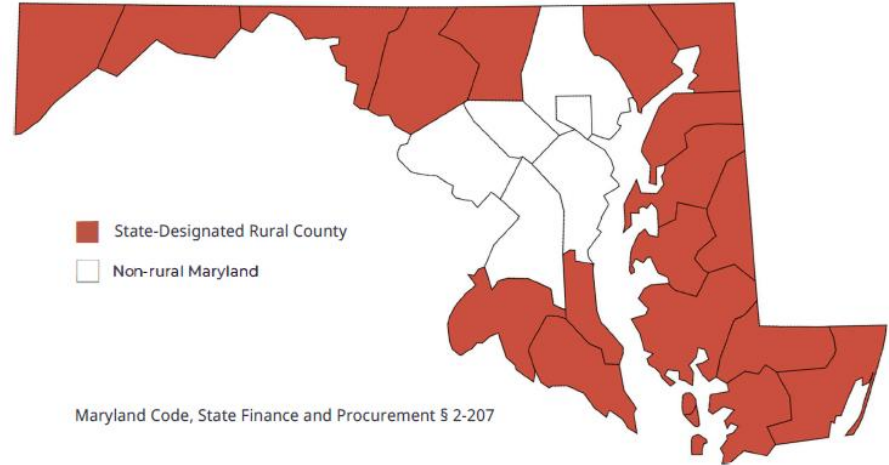 State-Designated Rural County
Non-rural Maryland
Maryland Code, State Finance and Procurement § 2-207